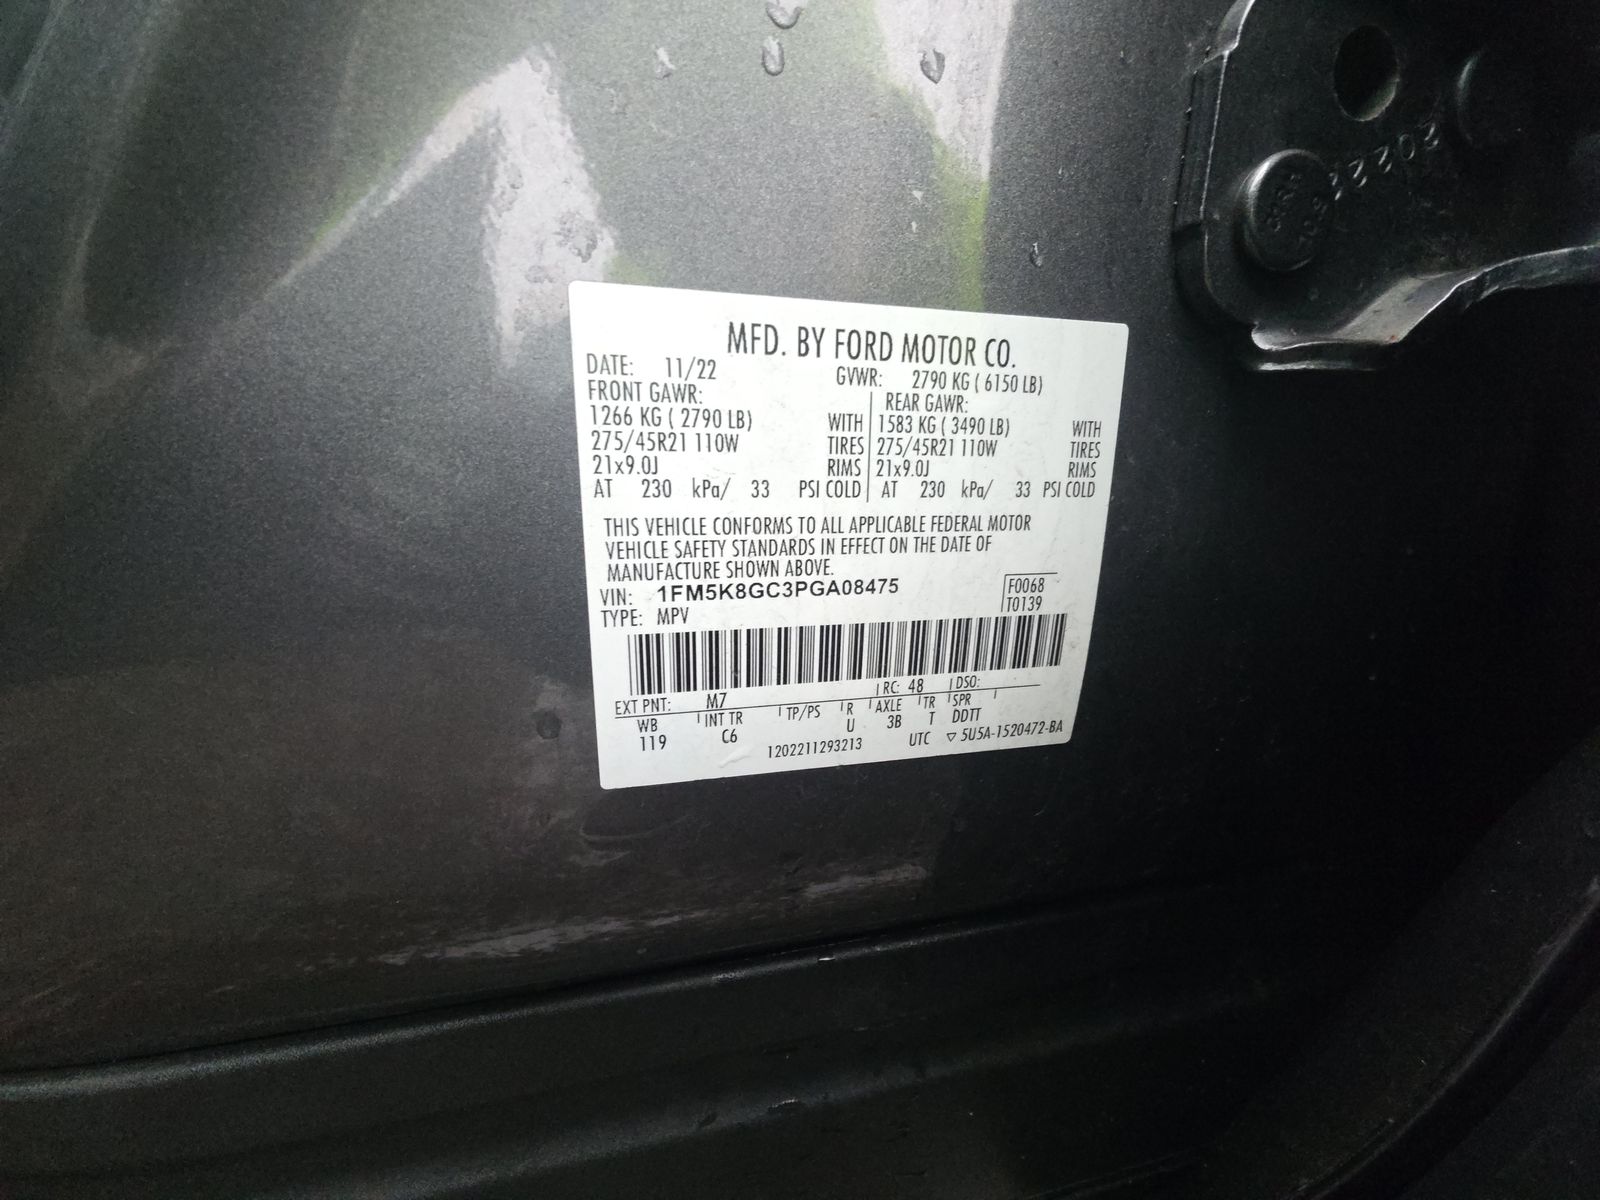 MFD. BY FORD MOTOR CO.
DATE: 11/22 GVWR: 2790 KG ( 6150 LB)
FRONT GAWR: REAR GAWR:
1266 KG ( 2790 LB) WITH 1583 KG ( 3490 LB) WITH
275/45R21 110W TIRES 275/45R21 110W TIRES
21x9.0J RIMS 21x9.0J RIMS
AT 230 kPa/ 33 PSI COLD AT 230 kPa/ 33 PSI COLD
THIS VEHICLE CONFORMS TO ALL APPLICABLE FEDERAL MOTOR
VEHICLE SAFETY STANDARDS IN EFFECT ON THE DATE OF
MANUFACTURE SHOWN ABOVE.
VIN: 1FM5K8GC3PGA08475 F0068
TYPE: MPV T0139
EXT PNT: M7 RC: 48 DSO:
WB INT TR TP/PS R AXLE TR SPR
119 C6 U 3B T DDTT
1202211293213 UTC ▽ 5U5A-1520472-BA